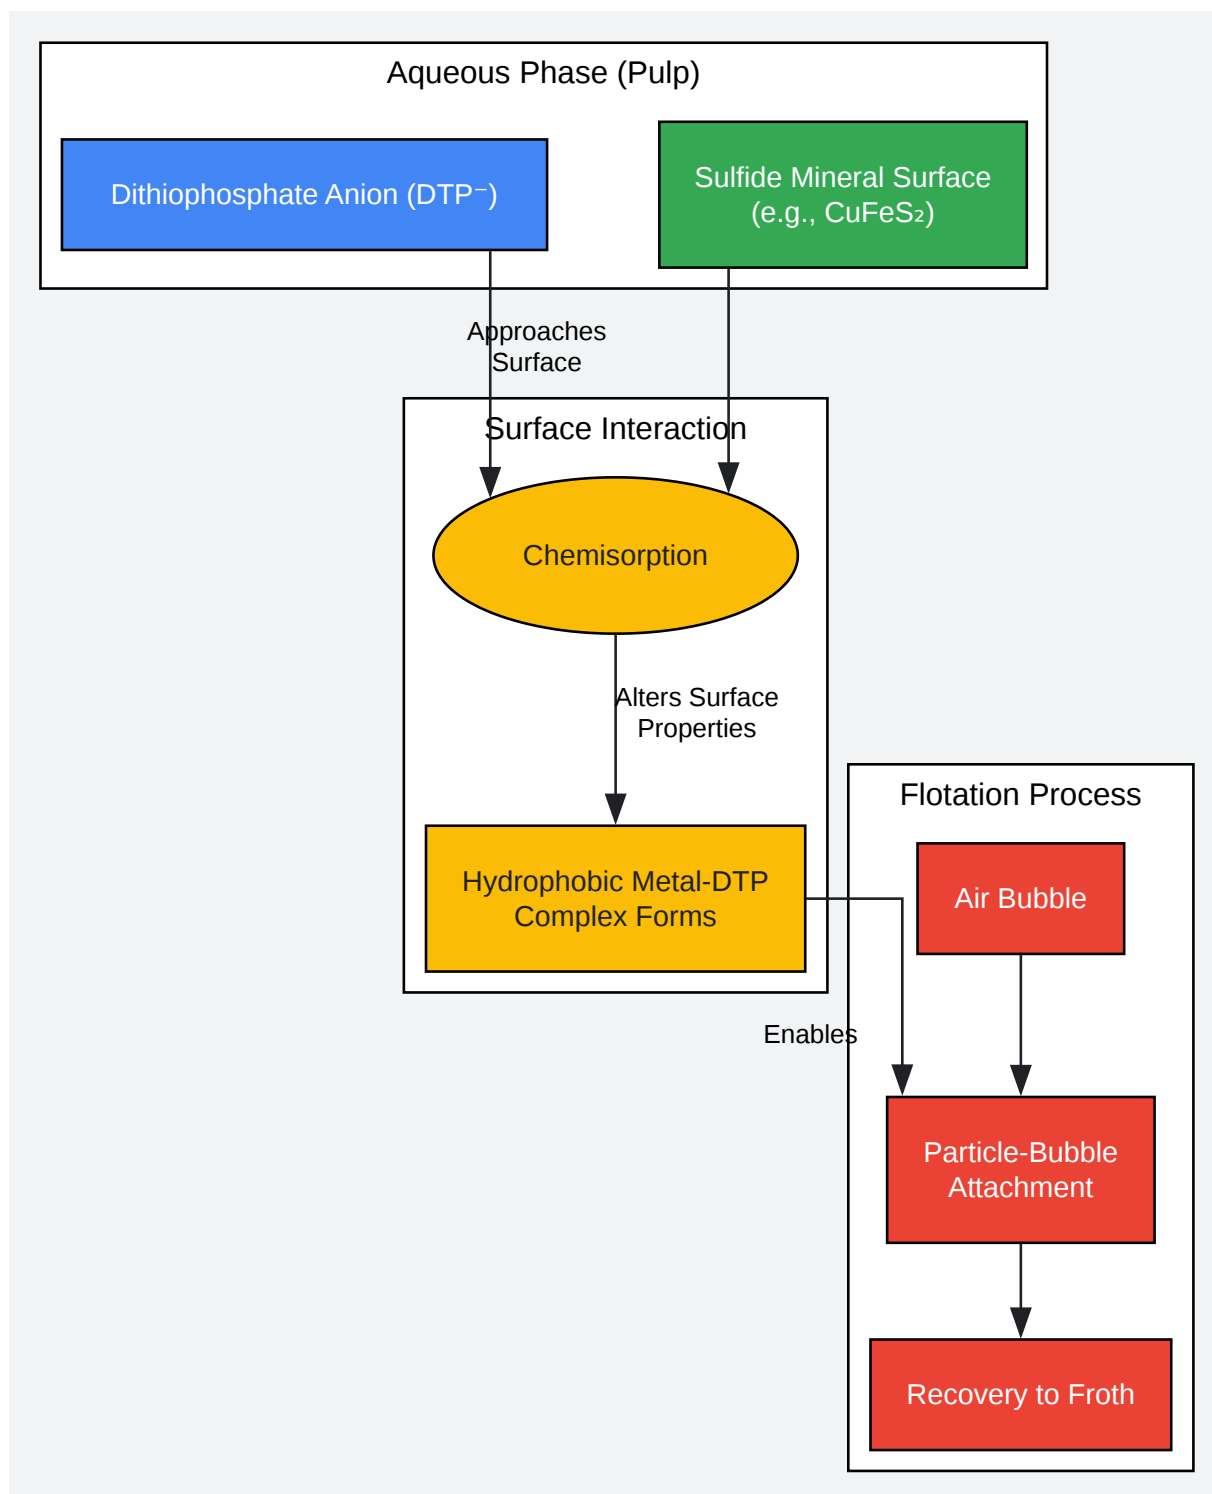 Aqueous Phase (Pulp)
Dithiophosphate Anion (DTP⁻)
Sulfide Mineral Surface
(e.g., CuFeS₂)
Approaches
Surface
Surface Interaction
Chemisorption
Alters Surface
Properties
Hydrophobic Metal-DTP
Complex Forms
Flotation Process
Air Bubble
Enables
Particle-Bubble
Attachment
Recovery to Froth